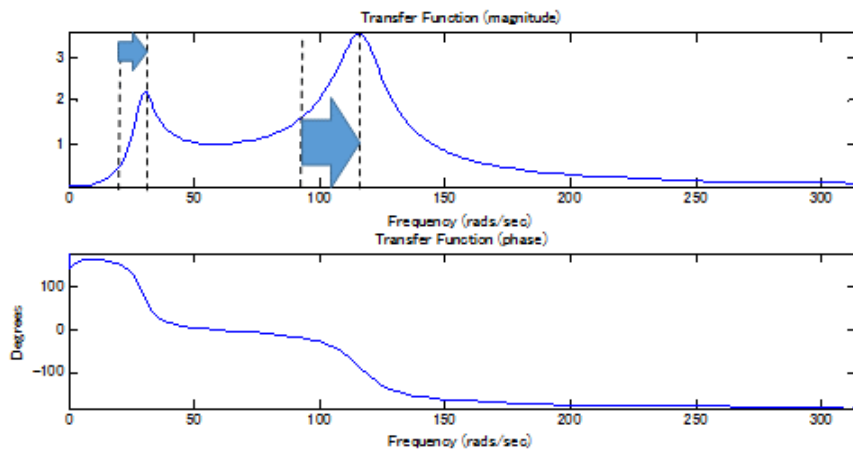 Transfer Function (magnitude)
3
2
1
0 50 100 150 200 250 300
Frequency (rads/sec)
Transfer Function (phase)
Degrees
100
0
-100
0 50 100 150 200 250 300
Frequency (rads/sec)